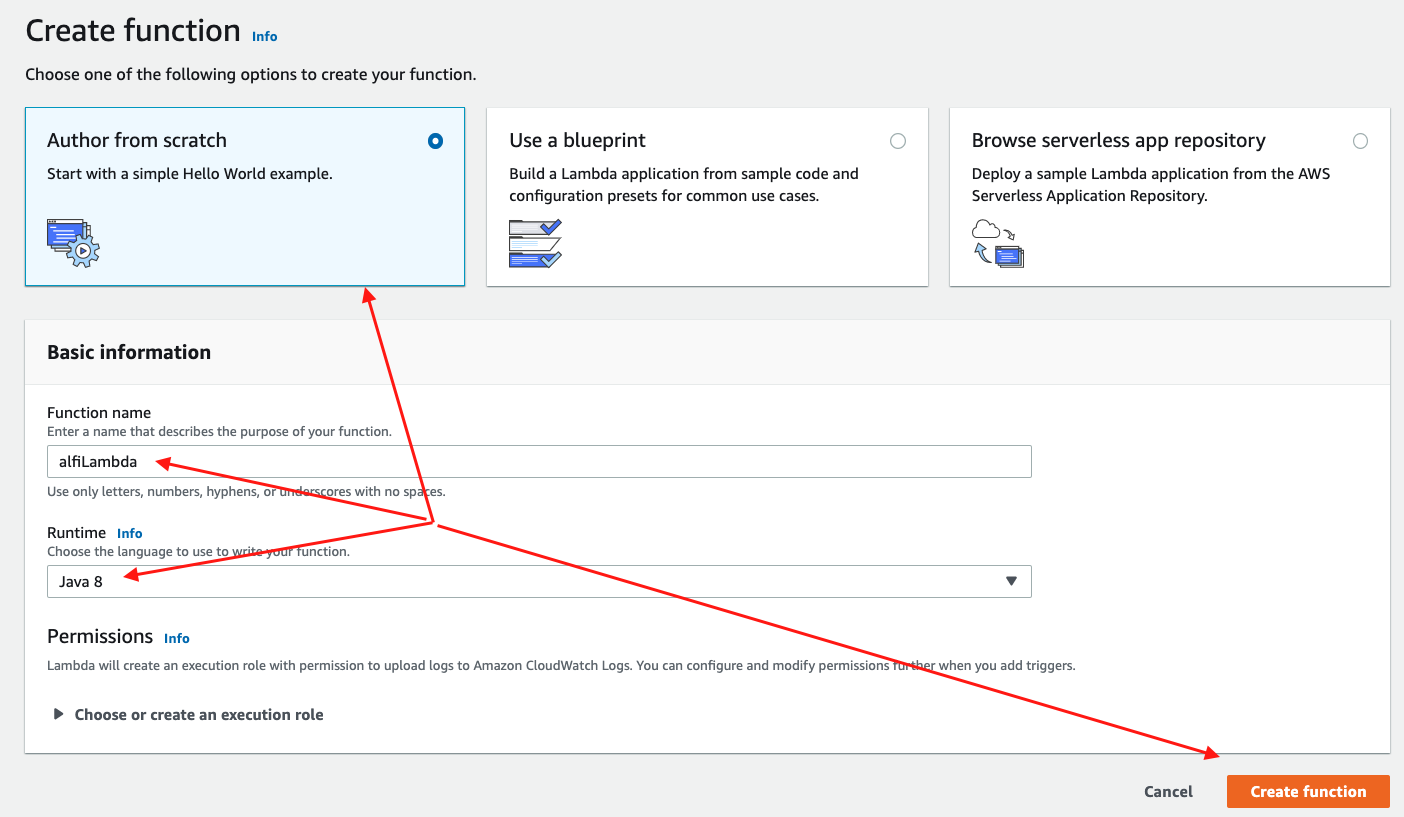 Create function Info
Choose one of the following options to create your function.
Author from scratch
Start with a simple Hello World example.
Use a blueprint
Build a Lambda application from sample code and
configuration presets for common use cases.
Browse serverless app repository
Deploy a sample Lambda application from the AWS
Serverless Application Repository.
Basic information
Function name
Enter a name that describes the purpose of your function.
alfiLambda
Use only letters, numbers, hyphens, or underscores with no spaces.
Runtime Info
Choose the language to use to write your function.
Java 8
Permissions Info
Lambda will create an execution role with permission to upload logs to Amazon CloudWatch Logs. You can configure and modify permissions further when you add triggers.
Choose or create an execution role
Cancel
Create function